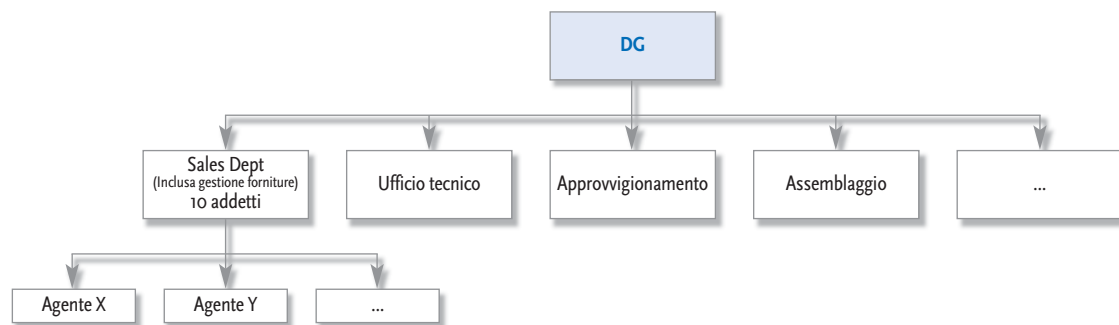 DG
Sales Dept
(Inclusa gestione forniture)
10 addetti
Ufficio tecnico
Approvvigionamento
Assemblaggio
...
Agente X
Agente Y
...